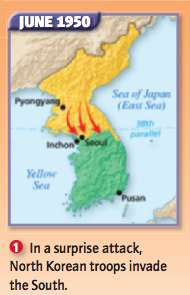 JUNE 1950
Sea of Japan
(East Sea)
Pyongyang
38th
parallel
Inchon
Seoul
Yellow
Sea
Pusan
1 In a surprise attack,
North Korean troops invade
the South.